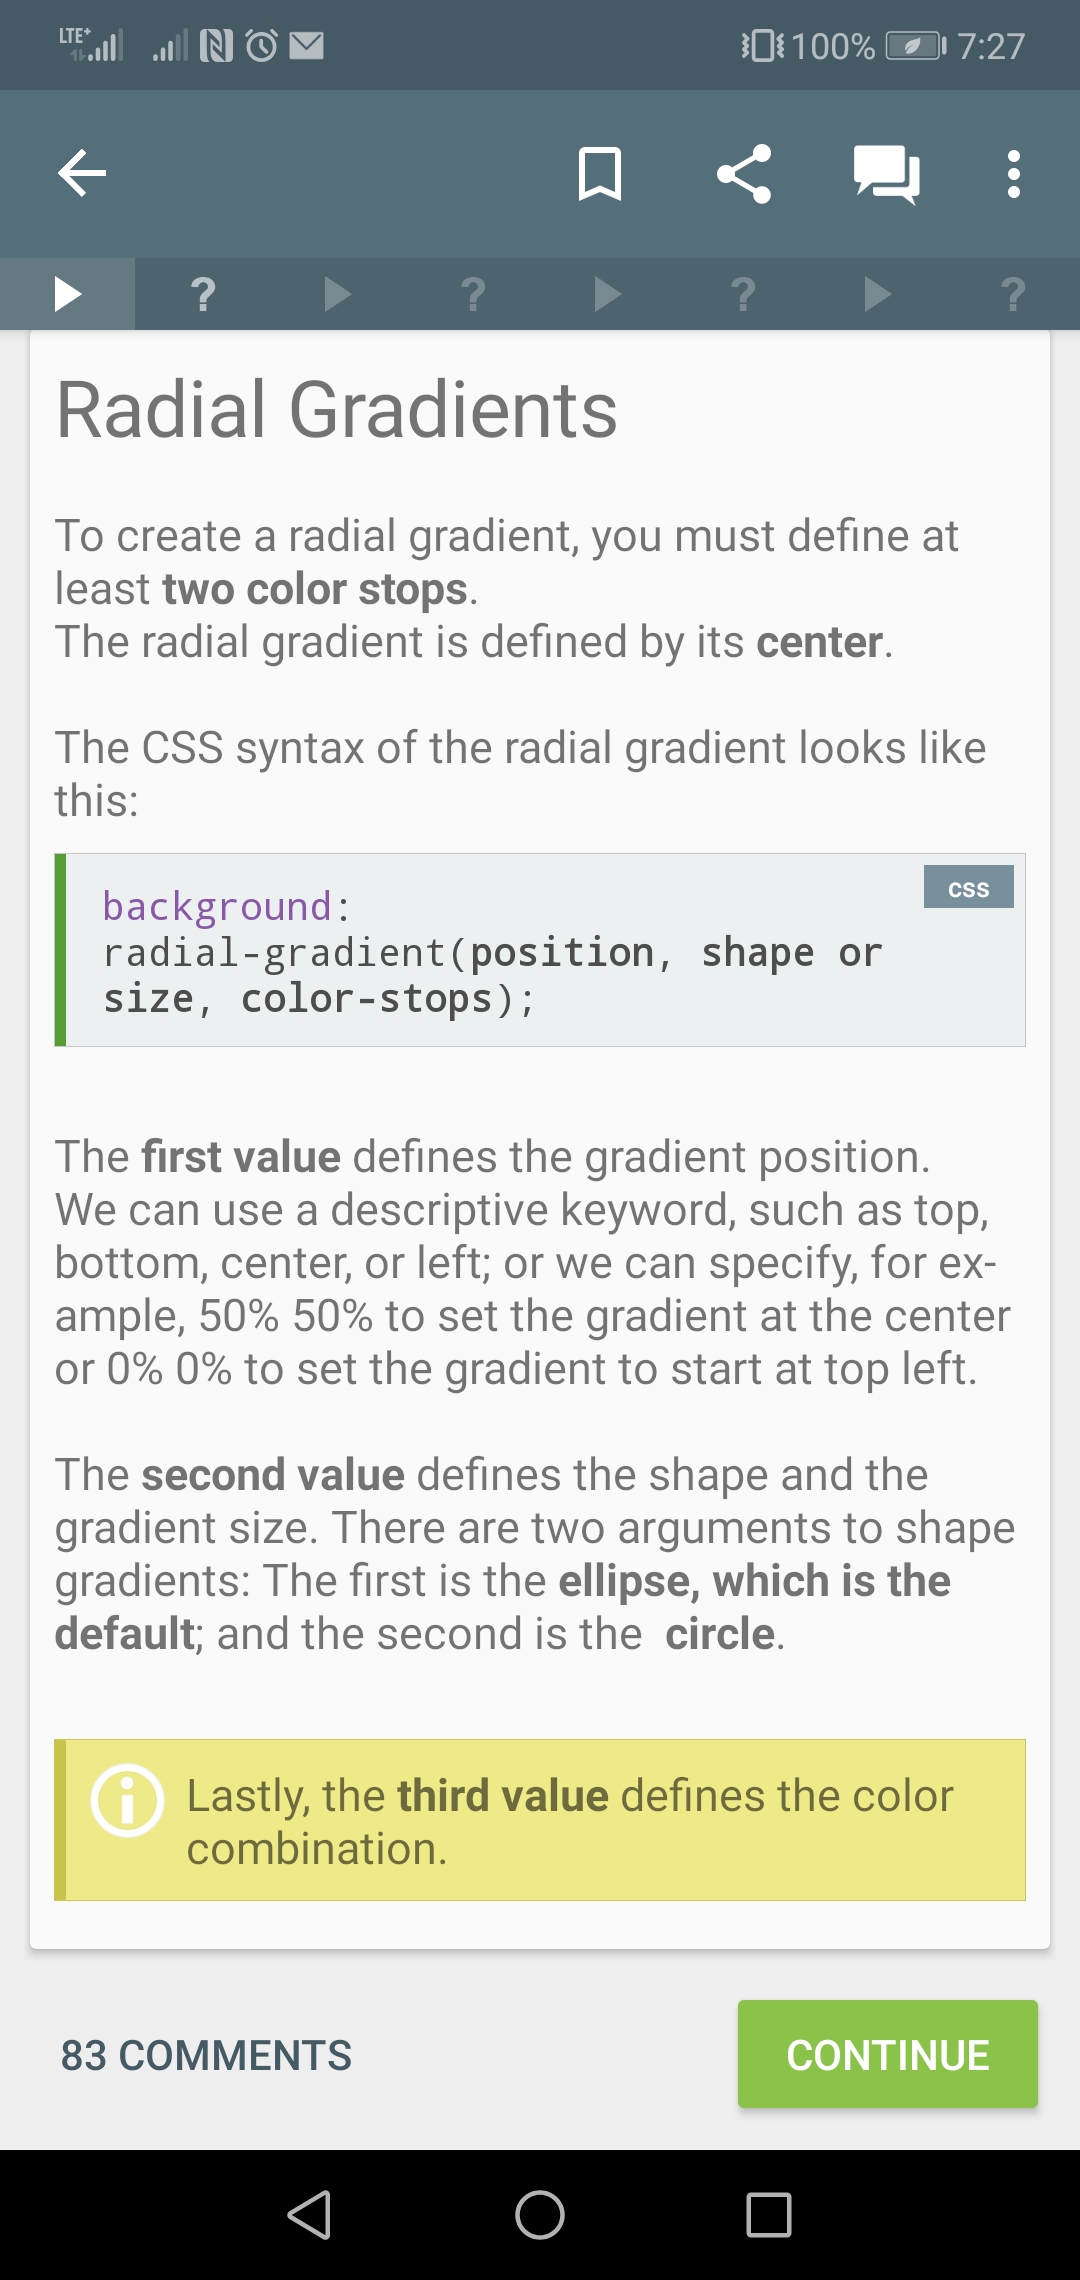 LTE+ 100% 7:27
? ? ? ?
Radial Gradients
To create a radial gradient, you must define at
least two color stops.
The radial gradient is defined by its center.
The CSS syntax of the radial gradient looks like
this:
CSS
background:
radial-gradient(position, shape or
size, color-stops);
The first value defines the gradient position.
We can use a descriptive keyword, such as top,
bottom, center, or left; or we can specify, for ex-
ample, 50% 50% to set the gradient at the center
or 0% 0% to set the gradient to start at top left.
The second value defines the shape and the
gradient size. There are two arguments to shape
gradients: The first is the ellipse, which is the
default; and the second is the  circle.
Lastly, the third value defines the color
combination.
83 COMMENTS
CONTINUE